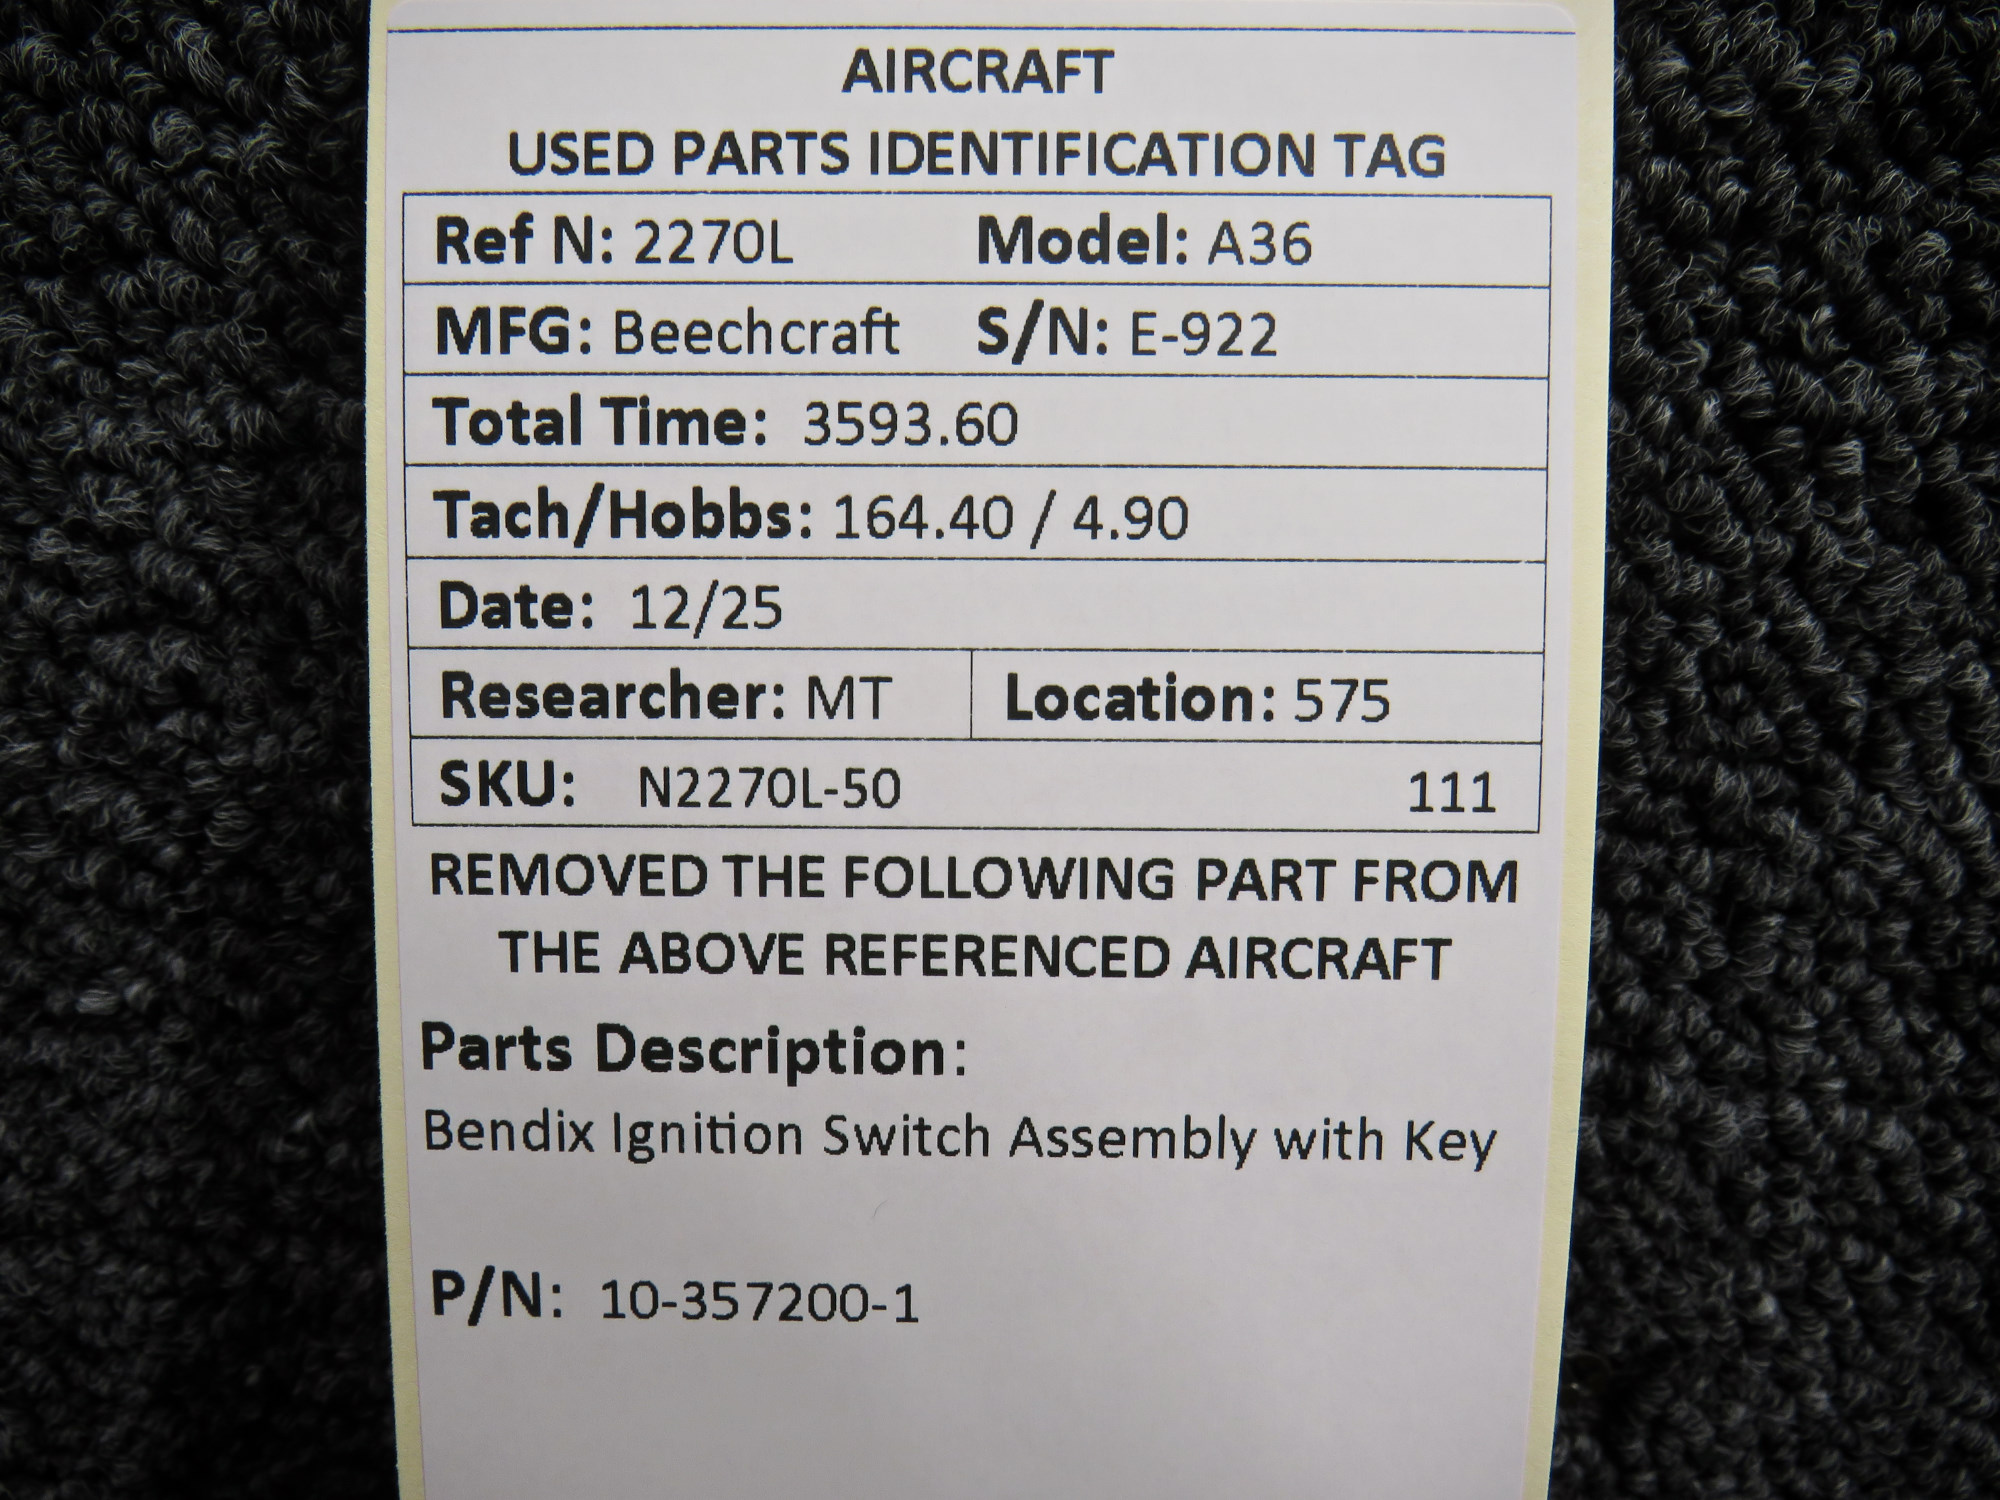 AIRCRAFT
USED PARTS IDENTIFICATION TAG
Ref N: 2270L Model: A36
MFG: Beechcraft S/N: E-922
Total Time: 3593.60
Tach/Hobbs: 164.40 / 4.90
Date: 12/25
Researcher: MT Location: 575
SKU: N2270L-50 111
REMOVED THE FOLLOWING PART FROM
THE ABOVE REFERENCED AIRCRAFT
Parts Description:
Bendix Ignition Switch Assembly with Key
P/N: 10-357200-1